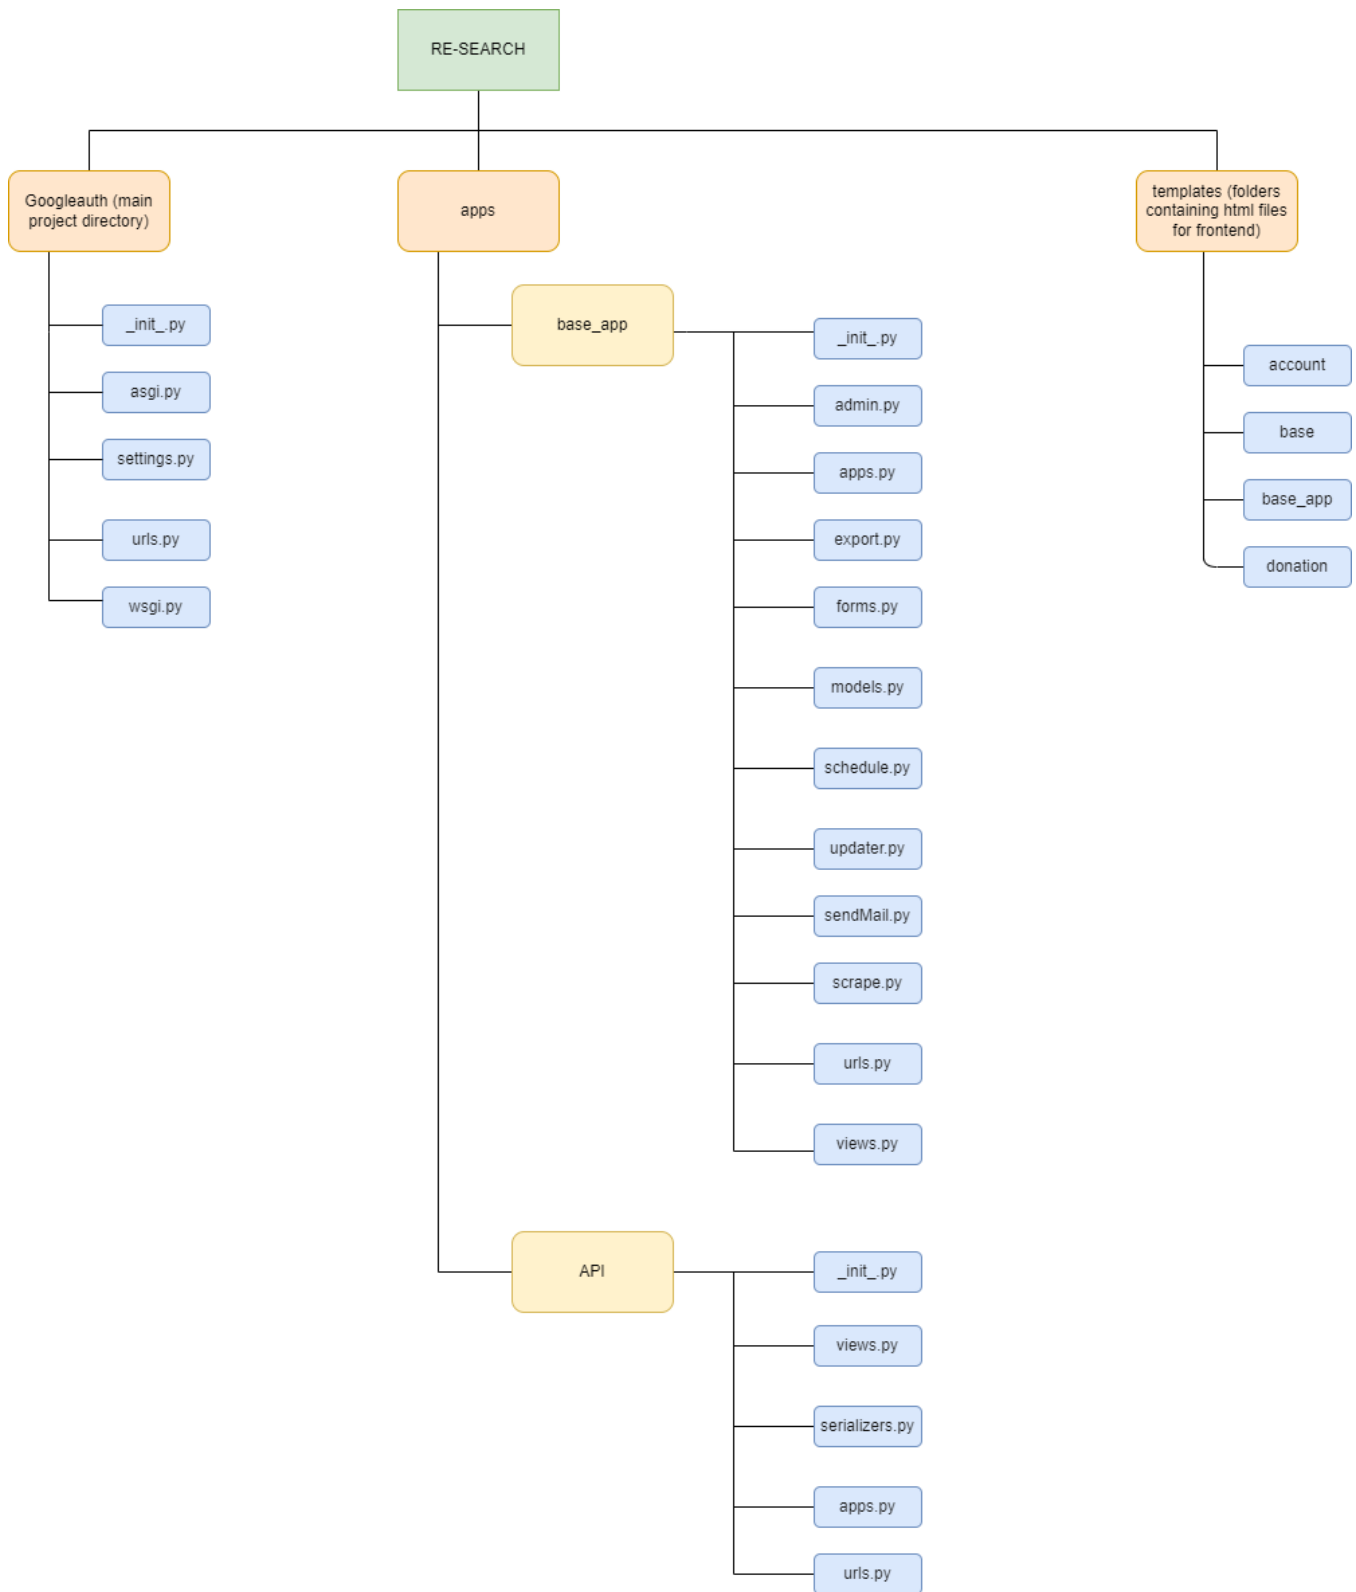 RE-SEARCH
Googleauth (main
project directory)
_init_.py
asgi.py
settings.py
urls.py
wsgi.py
apps
base_app
_init_.py
admin.py
apps.py
export.py
forms.py
models.py
schedule.py
updater.py
sendMail.py
scrape.py
urls.py
views.py
API
_init_.py
views.py
serializers.py
apps.py
urls.py
templates (folders
containing html files
for frontend)
account
base
base_app
donation